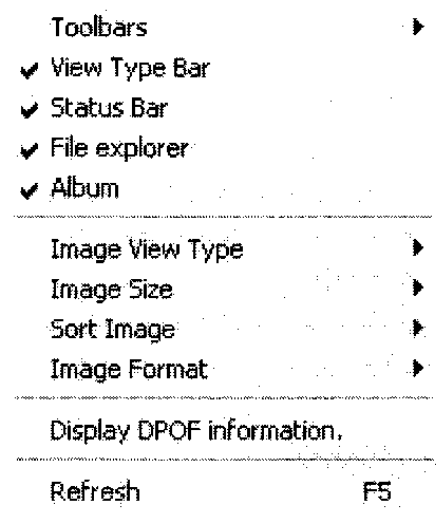 Toolbars
View Type Bar
Status Bar
File explorer
Album
Image View Type
Image Size
Sort Image
Image Format
Display DPOF information.
Refresh F5